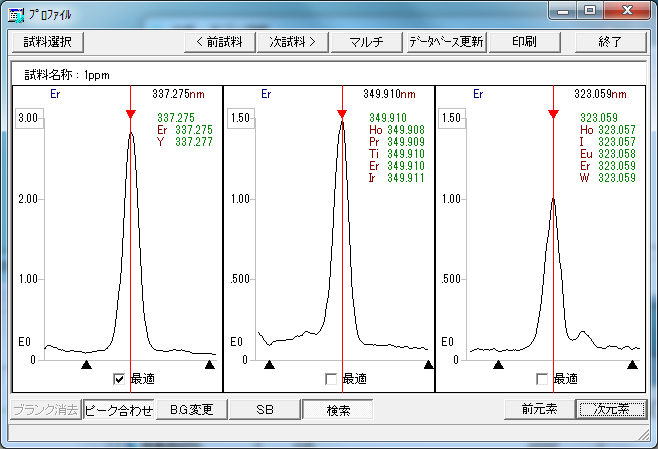 プロファイル
試料選択
< 前試料
次試料 >
マルチ
データベース更新
印刷
終了
試料名称 : 1ppm
Er 337.275nm
3.00
2.00
1.00
E0
0
337.275
Er 337.275
Y 337.277
最適
Er 349.910nm
1.50
1.00
.500
E0
0
349.910
Ho 349.908
Pr 349.909
Ti 349.910
Er 349.910
Ir 349.911
最適
Er 323.059nm
1.50
1.00
.500
E0
0
323.059
Ho 323.057
I 323.057
Eu 323.058
Er 323.059
W 323.059
最適
ブランク消去
ピーク合わせ
B.G変更
SB
検索
前元素
次元素